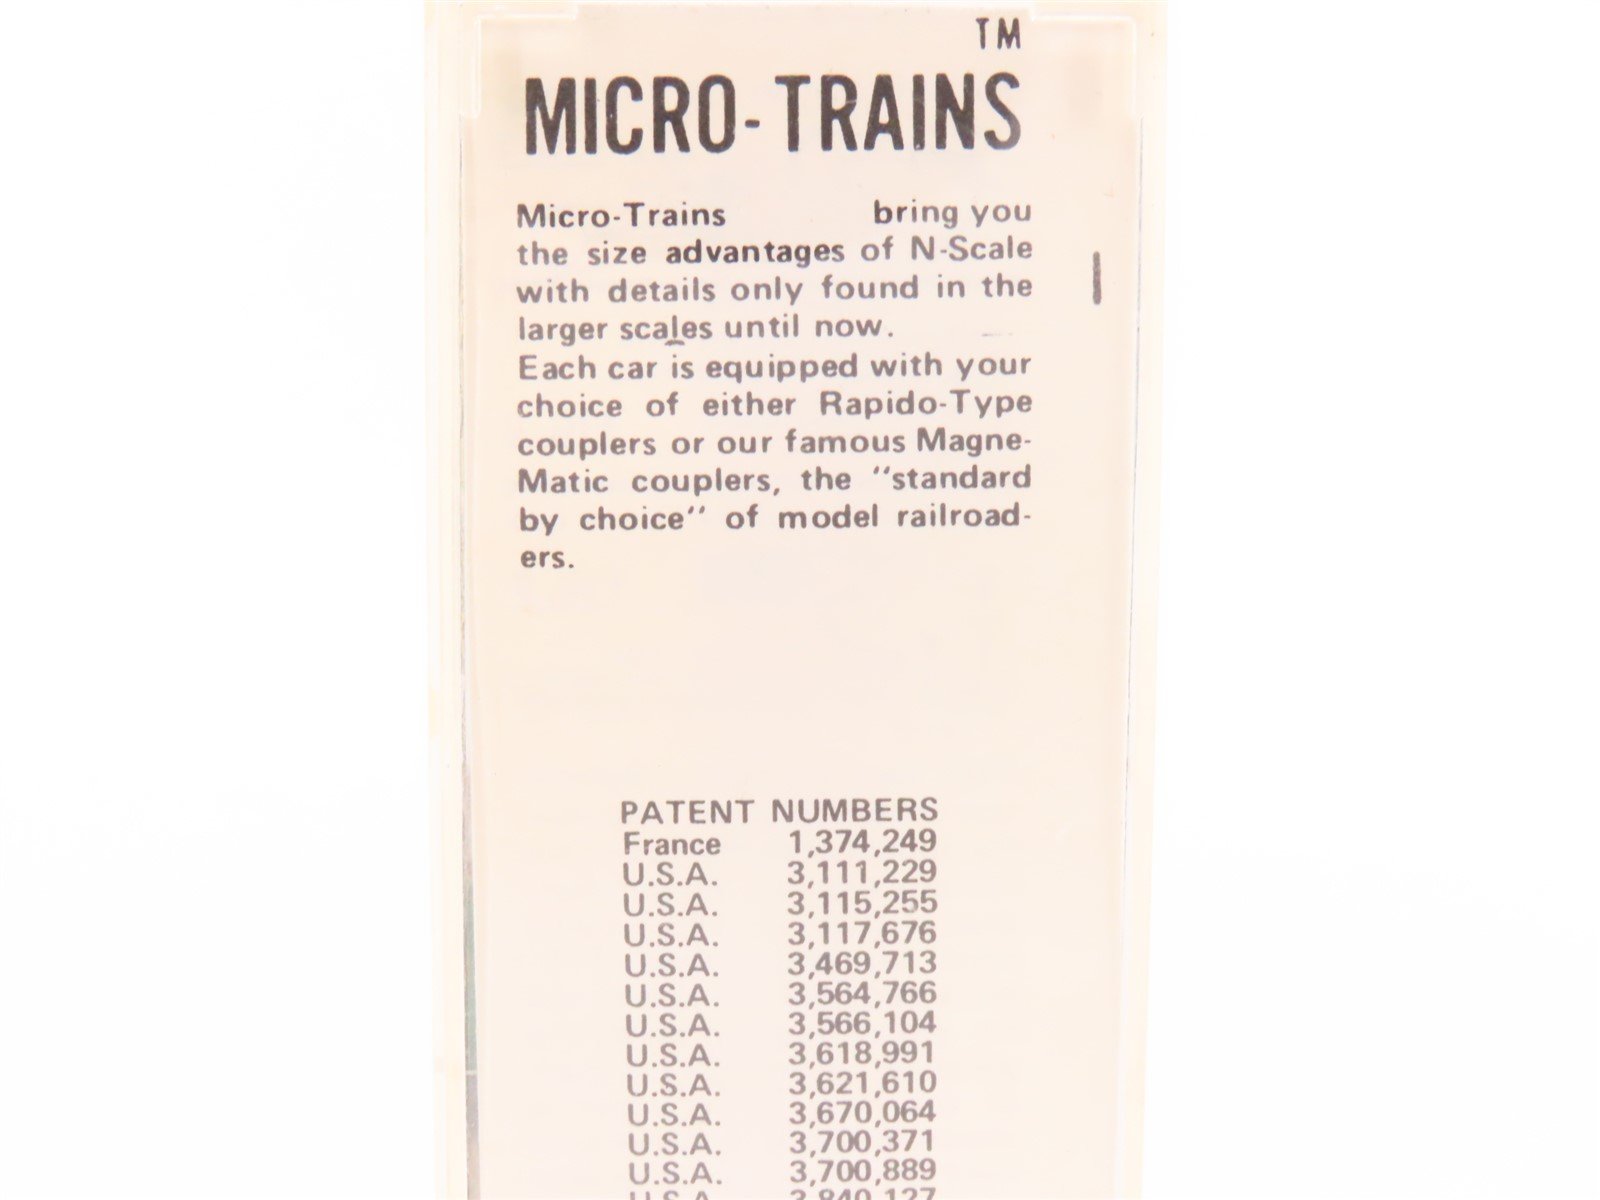 TM
MICRO-TRAINS
Micro-Trains bring you
the size advantages of N-Scale
with details only found in the
larger scales until now.
Each car is equipped with your
choice of either Rapido-Type
couplers or our famous Magne-
Matic couplers, the "standard
by choice" of model railroad-
ers.
PATENT NUMBERS
France 1,374,249
U.S.A. 3,111,229
U.S.A. 3,115,255
U.S.A. 3,117,676
U.S.A. 3,469,713
U.S.A. 3,564,766
U.S.A. 3,566,104
U.S.A. 3,618,991
U.S.A. 3,621,610
U.S.A. 3,670,064
U.S.A. 3,700,371
U.S.A. 3,700,889
U.S.A. 3,840,127